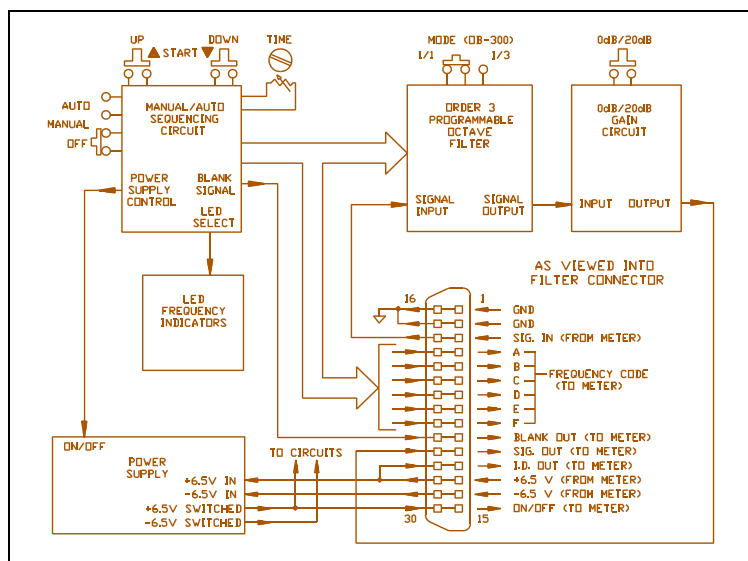 UP
DOWN
START
TIME
MODE (OB-300)
1/1
1/3
0dB/20dB
AUTO
MANUAL
OFF
MANUAL/AUTO
SEQUENCING
CIRCUIT
POWER
SUPPLY
CONTROL
BLANK
SIGNAL
LED
SELECT
ORDER 3
PROGRAMMABLE
OCTAVE
FILTER
SIGNAL
INPUT
SIGNAL
OUTPUT
0dB/20dB
GAIN
CIRCUIT
INPUT
OUTPUT
LED
FREQUENCY
INDICATORS
AS VIEWED INTO
FILTER CONNECTOR
16
1
GND
GND
SIG. IN (FROM METER)
A
B
C
D
E
F
FREQUENCY CODE
(TO METER)
BLANK OUT (TO METER)
SIG. OUT (TO METER)
I.D. OUT (TO METER)
+6.5 V (FROM METER)
-6.5 V (FROM METER)
ON/OFF (TO METER)
30
15
ON/OFF
POWER
SUPPLY
TO CIRCUITS
+6.5V IN
-6.5V IN
+6.5V SWITCHED
-6.5V SWITCHED